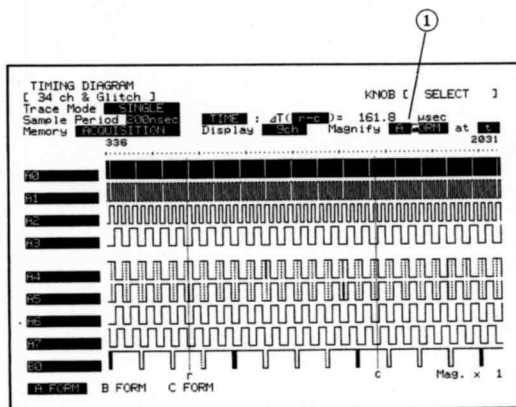 ①
TIMING DIAGRAM
[ 34 ch & Glitch ] KNOB [ SELECT ]
Trace Mode SINGLE
Sample Period 200nsec TIME : ⊿T( r-c )= 161.8 μsec
Memory ACQUISITION Display 9ch Magnify A FORM at t
336 2031
A0
A1
A2
A3
A4
A5
A6
A7
B0
r c Mag. x 1
A FORM B FORM C FORM